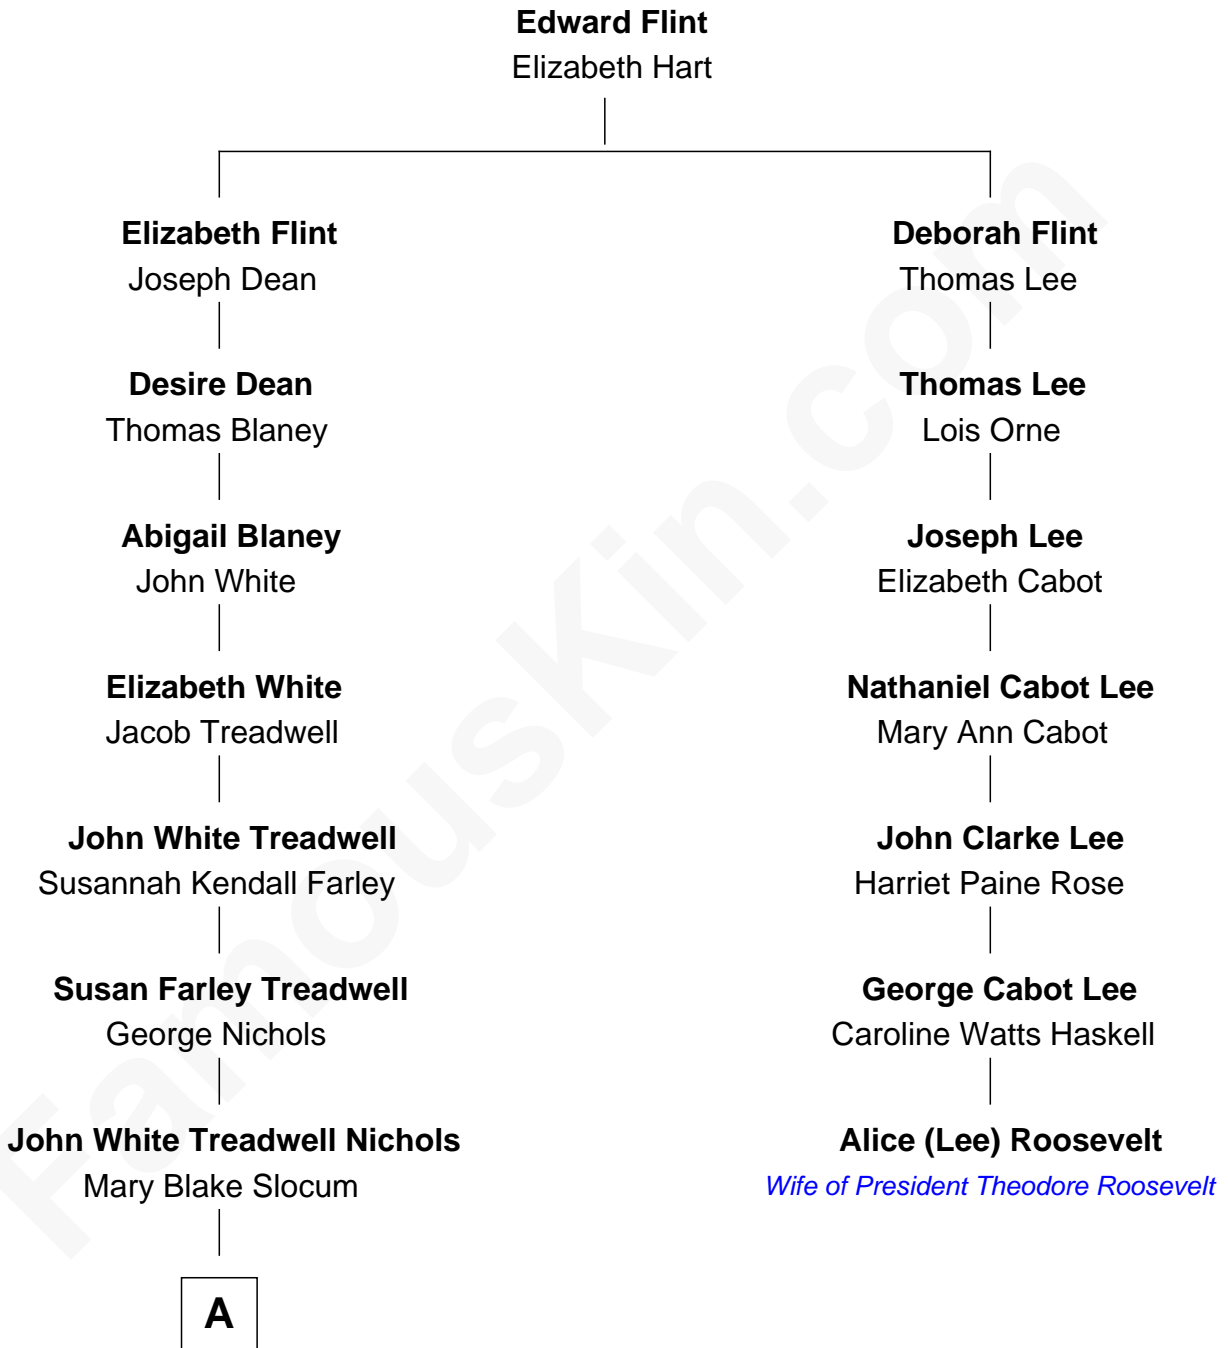 Edward Flint
Elizabeth Hart
Elizabeth Flint
Joseph Dean
Deborah Flint
Thomas Lee
Desire Dean
Thomas Blaney
Thomas Lee
Lois Orne
Abigail Blaney
John White
Joseph Lee
Elizabeth Cabot
Elizabeth White
Jacob Treadwell
Nathaniel Cabot Lee
Mary Ann Cabot
John White Treadwell
Susannah Kendall Farley
John Clarke Lee
Harriet Paine Rose
Susan Farley Treadwell
George Nichols
George Cabot Lee
Caroline Watts Haskell
John White Treadwell Nichols
Mary Blake Slocum
Alice (Lee) Roosevelt
Wife of President Theodore Roosevelt
A
FamousKin.com